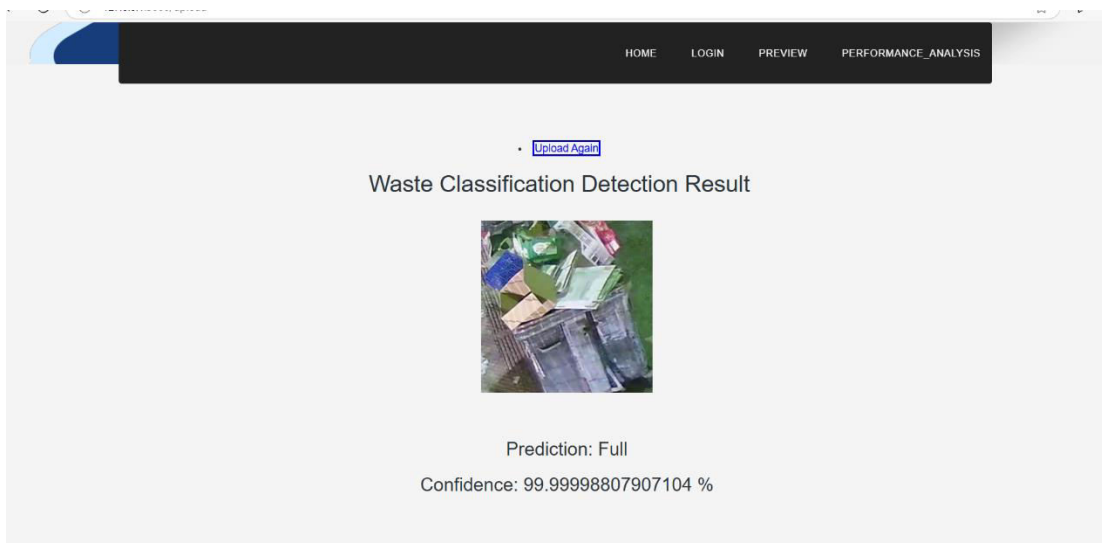 HOME LOGIN PREVIEW PERFORMANCE_ANALYSIS
• Upload Again
Waste Classification Detection Result
Prediction: Full
Confidence: 99.99998807907104 %